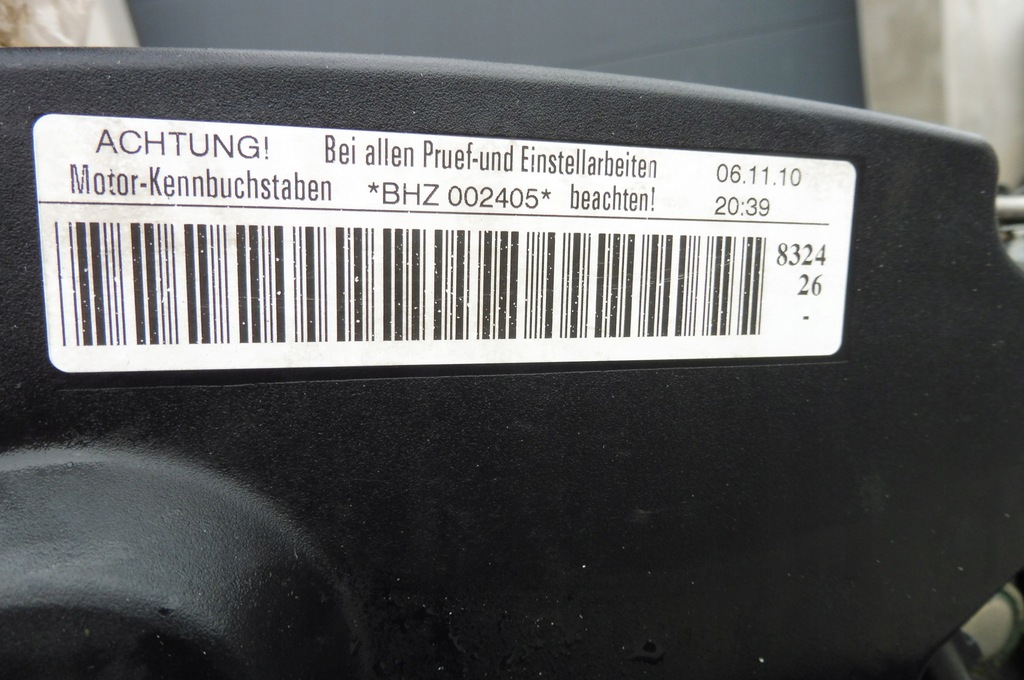 ACHTUNG! Bei allen Pruef-und Einstellarbeiten 06.11.10
Motor-Kennbuchstaben *BHZ 002405* beachten! 20:39
8324
26
-